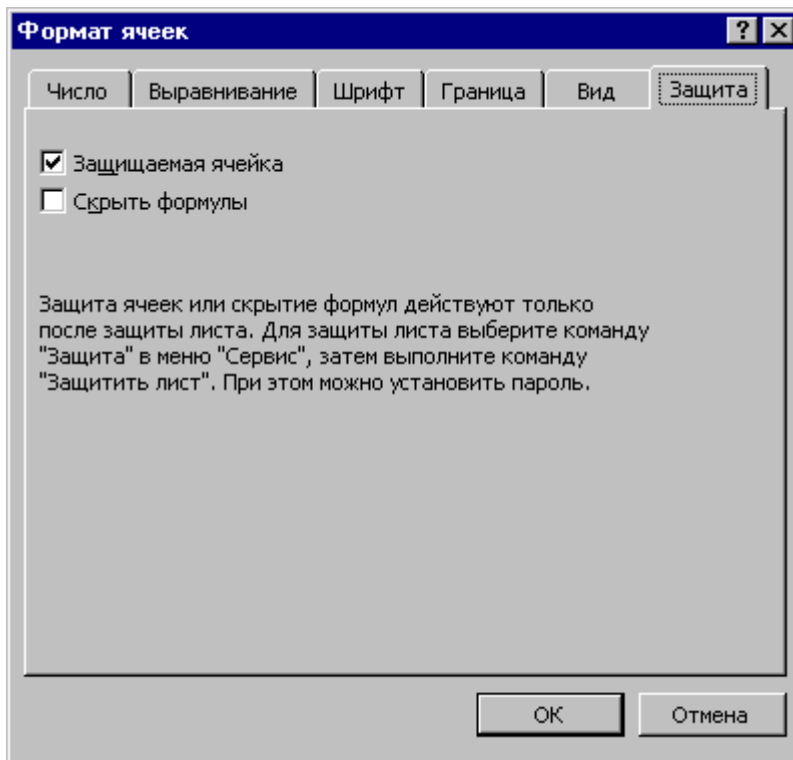 Формат ячеек
Число Выравнивание Шрифт Граница Вид Защита
Защищаемая ячейка
Скрыть формулы
Защита ячеек или скрытие формул действуют только
после защиты листа. Для защиты листа выберите команду
"Защита" в меню "Сервис", затем выполните команду
"Защитить лист". При этом можно установить пароль.
ОК Отмена